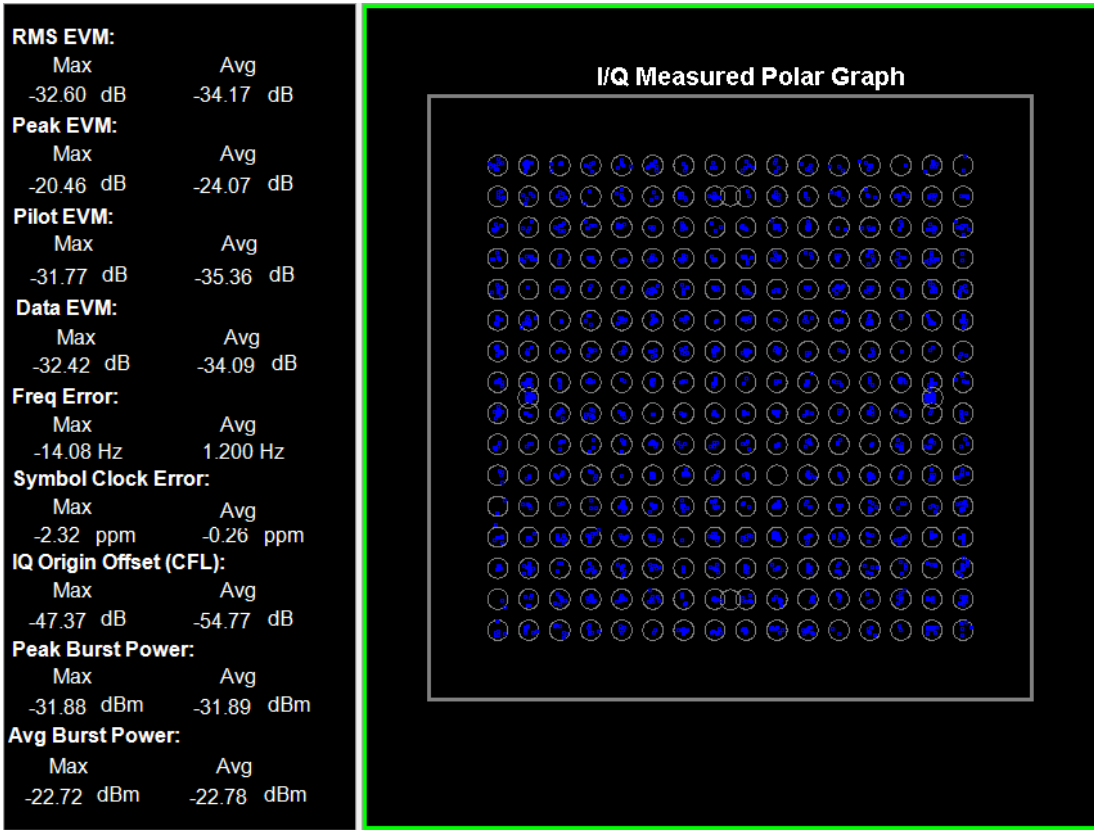 RMS EVM:
Max Avg
-32.60 dB -34.17 dB
Peak EVM:
Max Avg
-20.46 dB -24.07 dB
Pilot EVM:
Max Avg
-31.77 dB -35.36 dB
Data EVM:
Max Avg
-32.42 dB -34.09 dB
Freq Error:
Max Avg
-14.08 Hz 1.200 Hz
Symbol Clock Error:
Max Avg
-2.32 ppm -0.26 ppm
IQ Origin Offset (CFL):
Max Avg
-47.37 dB -54.77 dB
Peak Burst Power:
Max Avg
-31.88 dBm -31.89 dBm
Avg Burst Power:
Max Avg
-22.72 dBm -22.78 dBm
I/Q Measured Polar Graph